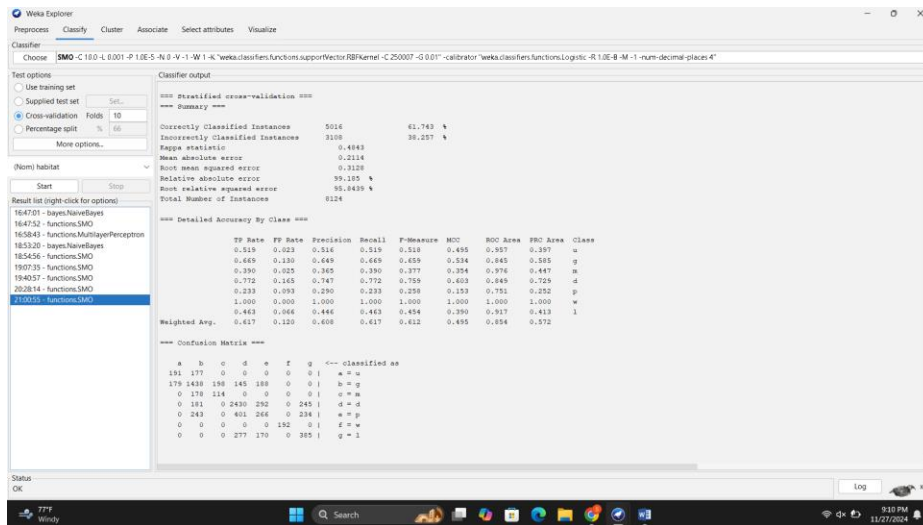 Weka Explorer
Preprocess Classify Cluster Associate Select attributes Visualize
Classifier
Choose SMO -C 10.0 -L 0.001 -P 1.0E-5 -N 0 -V -1 -W 1 -K "weka.classifiers.functions.supportVector.RBFKernel -C 250007 -G 0.01" -calibrator "weka.classifiers.functions.Logistic -R 1.0E-8 -M -1 -num-decimal-places 4"
Test options
Use training set
Supplied test set Set...
Cross-validation Folds 10
Percentage split % 66
More options...
(Nom) habitat
Start Stop
Result list (right-click for options)
16:47:01 - bayes.NaiveBayes
16:47:52 - functions.SMO
16:58:43 - functions.MultilayerPerceptron
18:53:20 - bayes.NaiveBayes
18:54:56 - functions.SMO
19:07:35 - functions.SMO
19:40:57 - functions.SMO
20:28:14 - functions.SMO
21:00:55 - functions.SMO
Classifier output
=== Stratified cross-validation ===
=== Summary ===
Correctly Classified Instances 5016 61.743 %
Incorrectly Classified Instances 3108 38.257 %
Kappa statistic 0.4843
Mean absolute error 0.2114
Root mean squared error 0.3128
Relative absolute error 99.185 %
Root relative squared error 95.8439 %
Total Number of Instances 8124
=== Detailed Accuracy By Class ===
TP Rate FP Rate Precision Recall F-Measure MCC ROC Area PRC Area Class
0.519 0.023 0.516 0.519 0.518 0.495 0.957 0.397 u
0.669 0.130 0.649 0.669 0.659 0.534 0.845 0.585 g
0.390 0.025 0.365 0.390 0.377 0.354 0.976 0.447 m
0.772 0.165 0.747 0.772 0.759 0.603 0.849 0.729 d
0.233 0.093 0.290 0.233 0.258 0.153 0.751 0.252 p
1.000 0.000 1.000 1.000 1.000 1.000 1.000 1.000 w
0.463 0.066 0.446 0.463 0.454 0.390 0.917 0.413 l
Weighted Avg. 0.617 0.120 0.608 0.617 0.612 0.495 0.854 0.572
=== Confusion Matrix ===
a b c d e f g <-- classified as
191 177 0 0 0 0 0 | a = u
179 1438 198 145 188 0 0 | b = g
0 178 114 0 0 0 0 | c = m
0 181 0 2430 292 0 245 | d = d
0 243 0 401 266 0 234 | e = p
0 0 0 0 0 192 0 | f = w
0 0 0 277 170 0 385 | g = l
Status
OK
Log x
77°F
Windy
Search
9:10 PM
11/27/2024